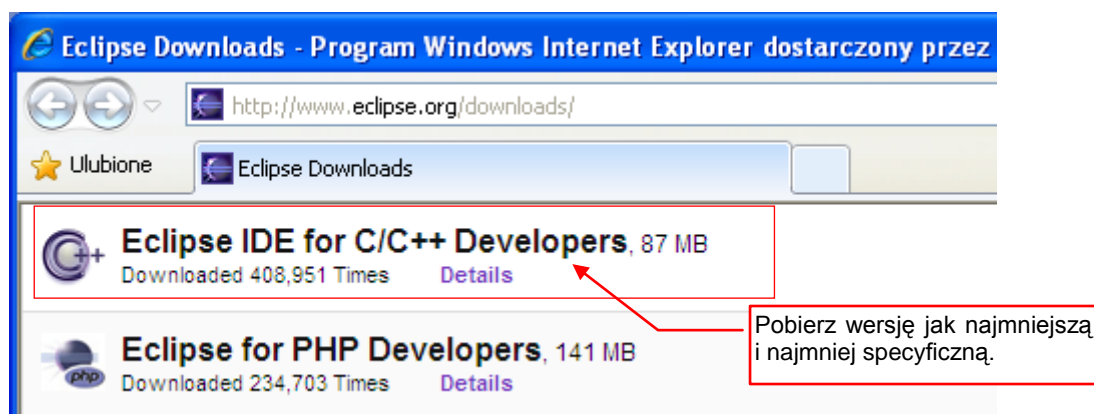 Eclipse Downloads - Program Windows Internet Explorer dostarczony przez
http://www.eclipse.org/downloads/
Ulubione
Eclipse Downloads
C++
Eclipse IDE for C/C++ Developers, 87 MB
Downloaded 408,951 Times Details
Pobierz wersję jak najmniejszą
i najmniej specyficzną.
php
Eclipse for PHP Developers, 141 MB
Downloaded 234,703 Times Details